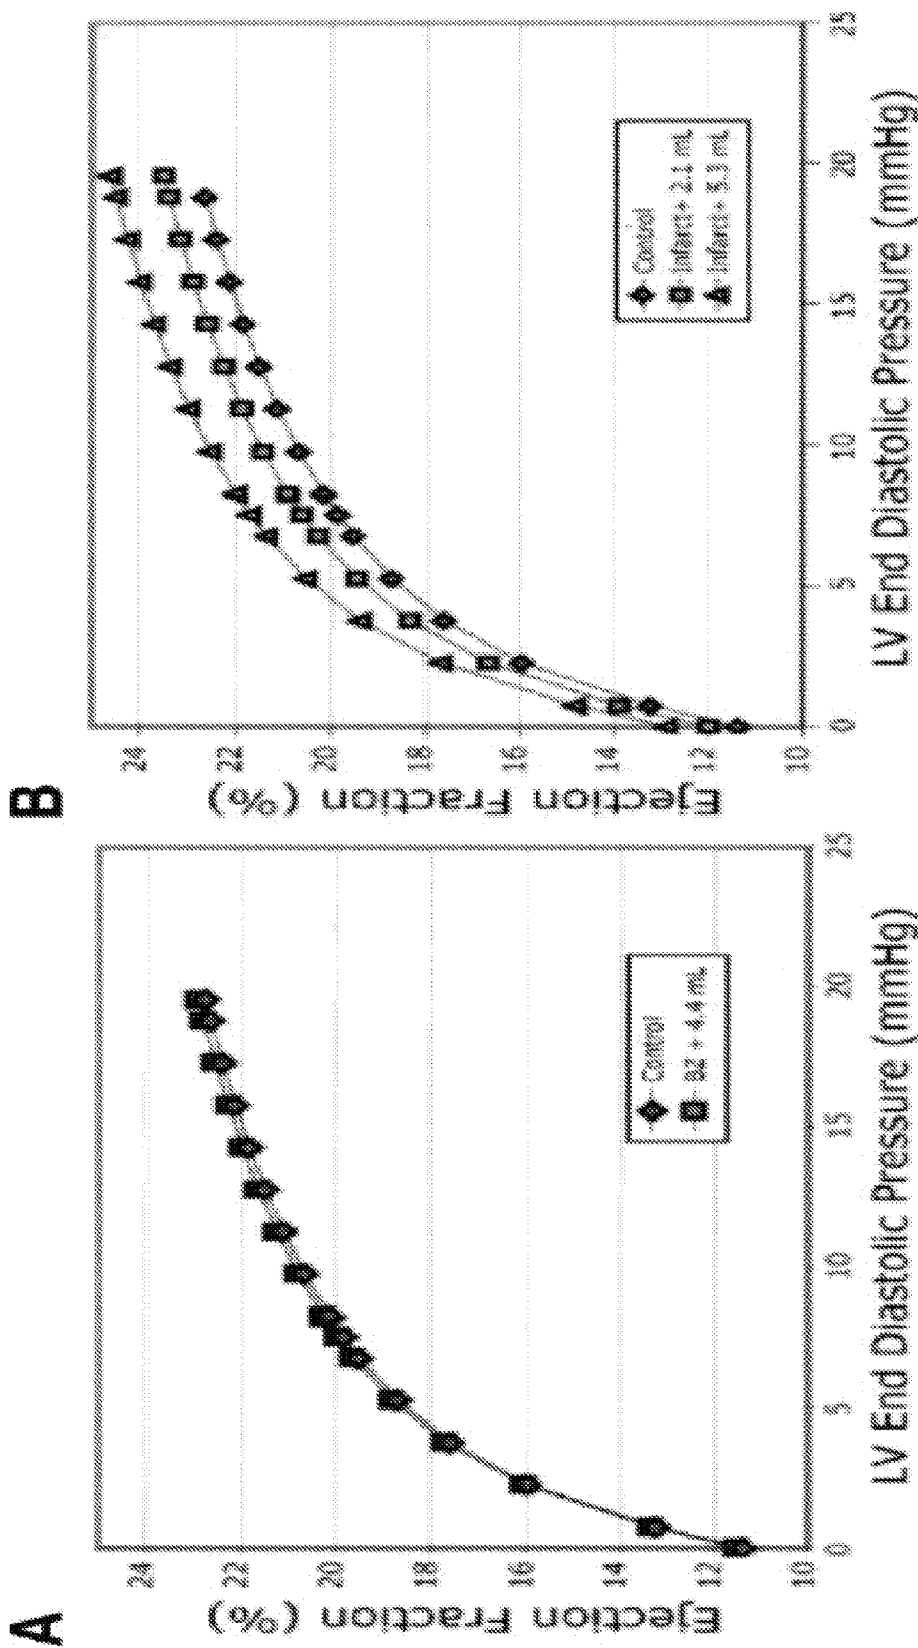 A
Ejection Fraction (%)
24
22
20
18
16
14
12
10
0
5
10
15
20
25
LV End Diastolic Pressure (mmHg)
Control
BZ + 4.4 mL
B
Ejection Fraction (%)
24
22
20
18
16
14
12
10
0
5
10
15
20
25
LV End Diastolic Pressure (mmHg)
Control
Infarct+ 2.1 mL
Infarct+ 5.3 mL